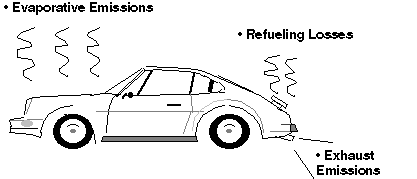 • Evaporative Emissions
• Refueling Losses
• Exhaust
Emissions